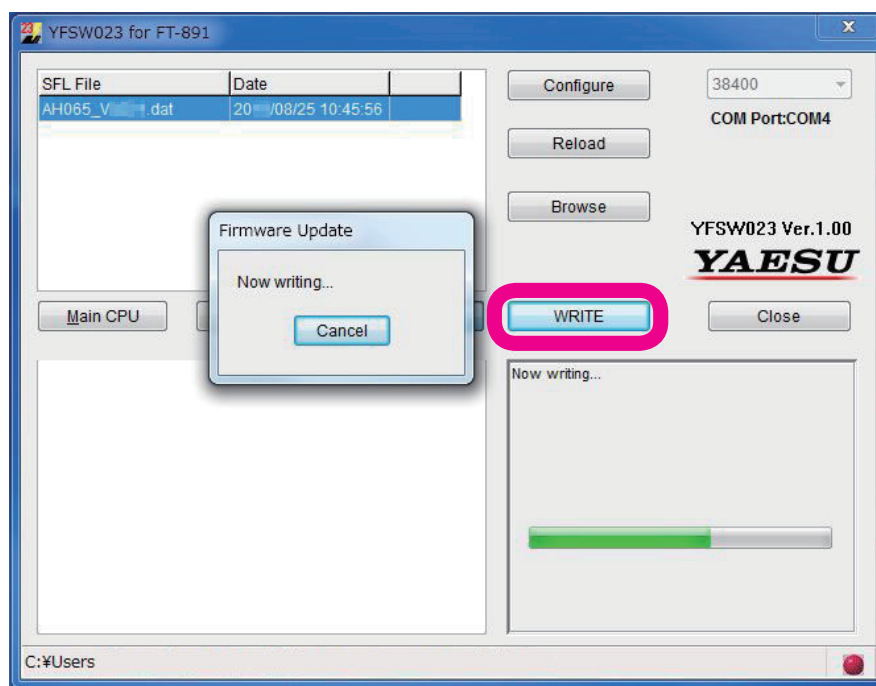 YFSW023 for FT-891
SFL File Date
AH065_V .dat 20 /08/25 10:45:56
Configure
38400
COM Port:COM4
Reload
Browse
YFSW023 Ver.1.00
YAESU
Firmware Update
Now writing...
Cancel
Main CPU
WRITE
Close
Now writing...
C:¥Users